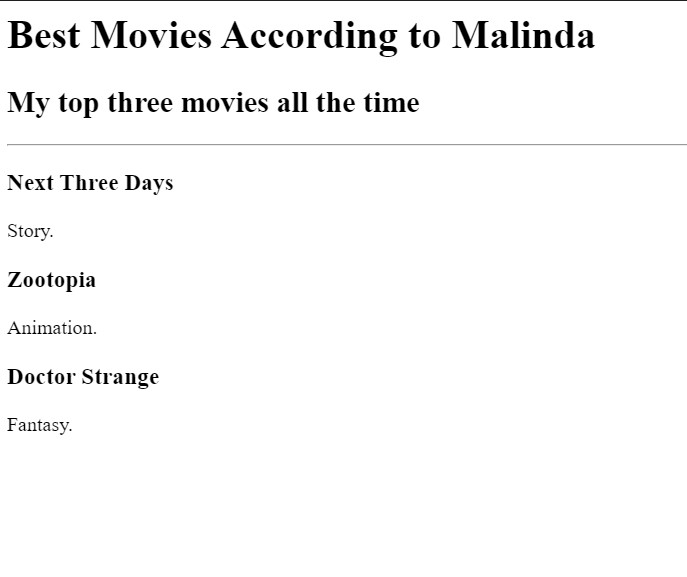 Best Movies According to Malinda
My top three movies all the time
Next Three Days
Story.
Zootopia
Animation.
Doctor Strange
Fantasy.